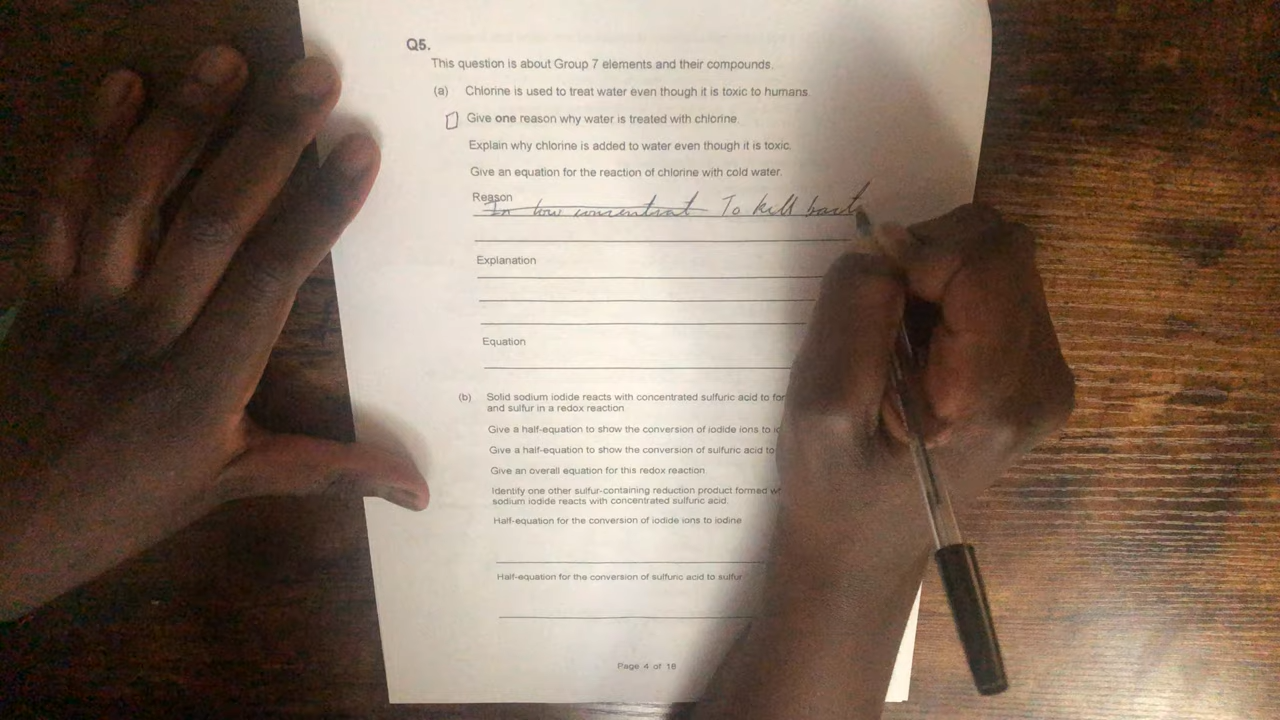 Q5.
This question is about Group 7 elements and their compounds.
(a) Chlorine is used to treat water even though it is toxic to humans.
Give one reason why water is treated with chlorine.
Explain why chlorine is added to water even though it is toxic.
Give an equation for the reaction of chlorine with cold water.
Reason
In low concentrat To kill bact
Explanation
Equation
(b) Solid sodium iodide reacts with concentrated sulfuric acid to for
and sulfur in a redox reaction
Give a half-equation to show the conversion of iodide ions to
Give a half-equation to show the conversion of sulfuric acid to
Give an overall equation for this redox reaction.
Identify one other sulfur-containing reduction product formed
sodium iodide reacts with concentrated sulfuric acid.
Half-equation for the conversion of iodide ions to iodine
Half-equation for the conversion of sulfuric acid to sulfur
Page 4 of 18